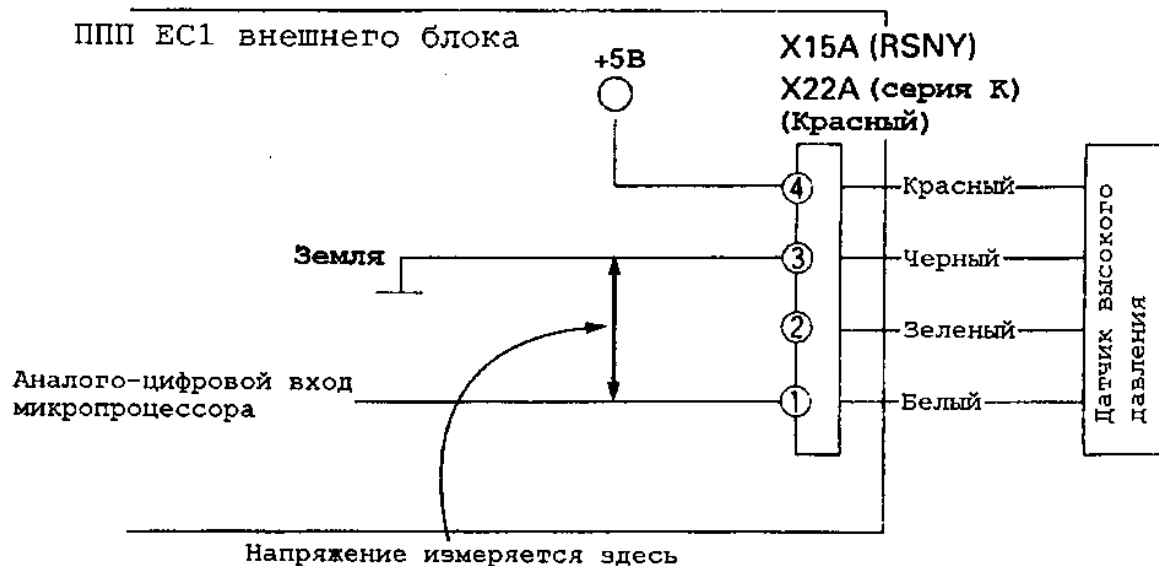 ППП EC1 внешнего блока
+5В
X15A (RSNY)
X22A (серия К)
(Красный)
4
Красный
Земля
3
Черный
2
Зеленый
Аналого-цифровой вход
микропроцессора
1
Белый
Датчик высокого
давления
Напряжение измеряется здесь